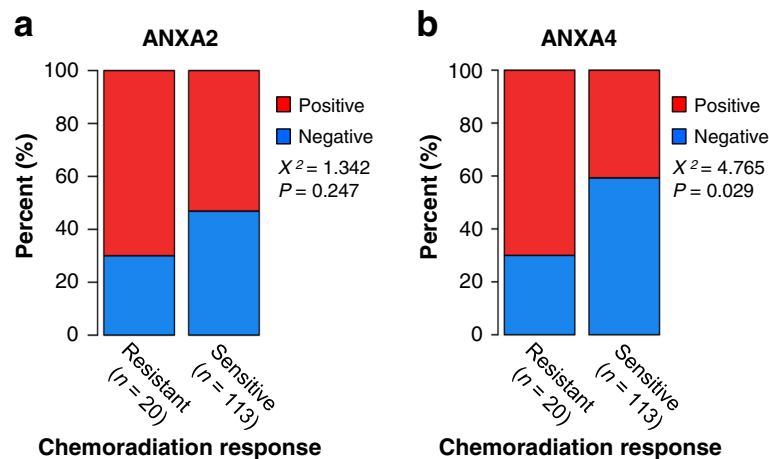 a
ANXA2
Percent (%)
100
80
60
40
20
0
Positive
Negative
X² = 1.342
P = 0.247
Resistant
(n = 20)
Sensitive
(n = 113)
Chemoradiation response
b
ANXA4
Percent (%)
100
80
60
40
20
0
Positive
Negative
X² = 4.765
P = 0.029
Resistant
(n = 20)
Sensitive
(n = 113)
Chemoradiation response